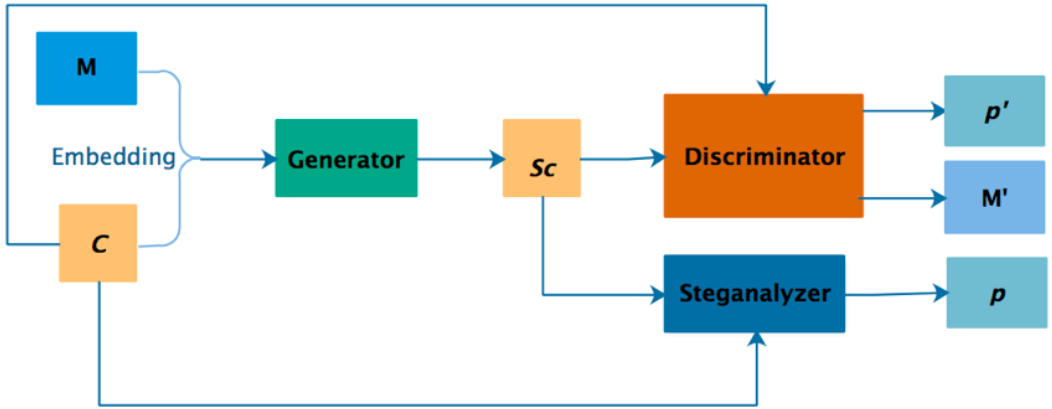 M
Embedding
C
Generator
Sc
Discriminator
p'
M'
Steganalyzer
p